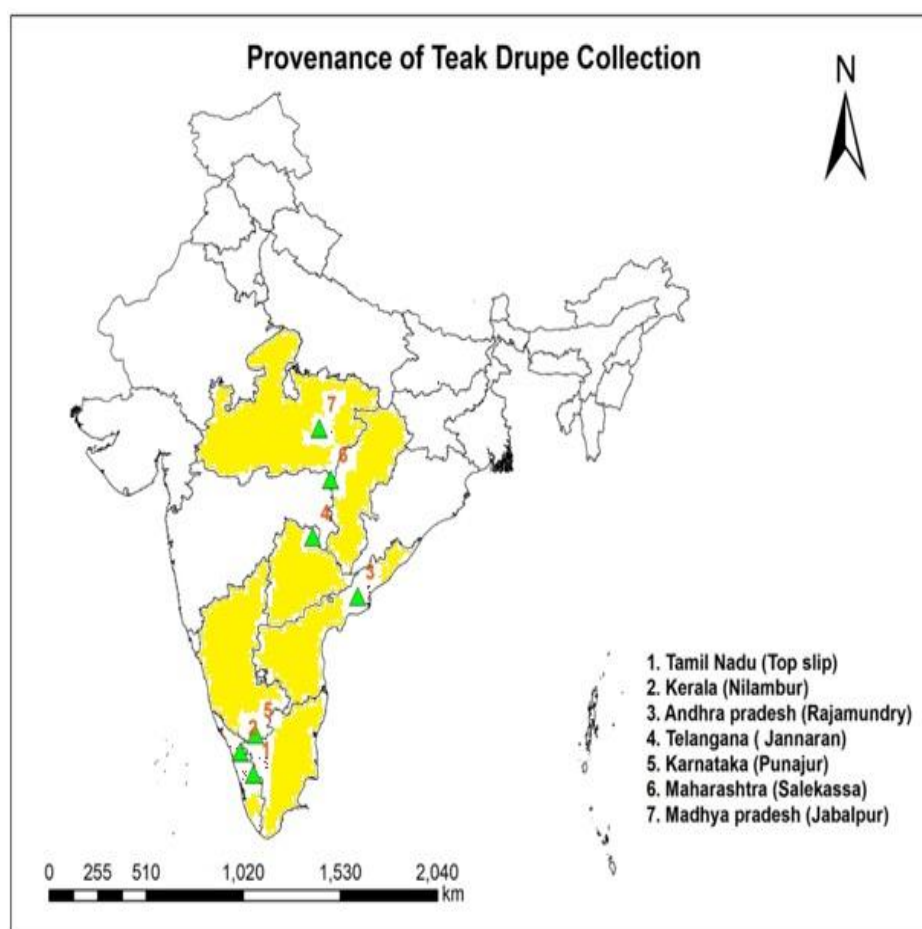 Provenance of Teak Drupe Collection
N
7
6
4
3
5
2
1
1. Tamil Nadu (Top slip)
2. Kerala (Nilambur)
3. Andhra pradesh (Rajamundry)
4. Telangana ( Jannaran)
5. Karnataka (Punajur)
6. Maharashtra (Salekassa)
7. Madhya pradesh (Jabalpur)
0 255 510 1,020 1,530 2,040
km